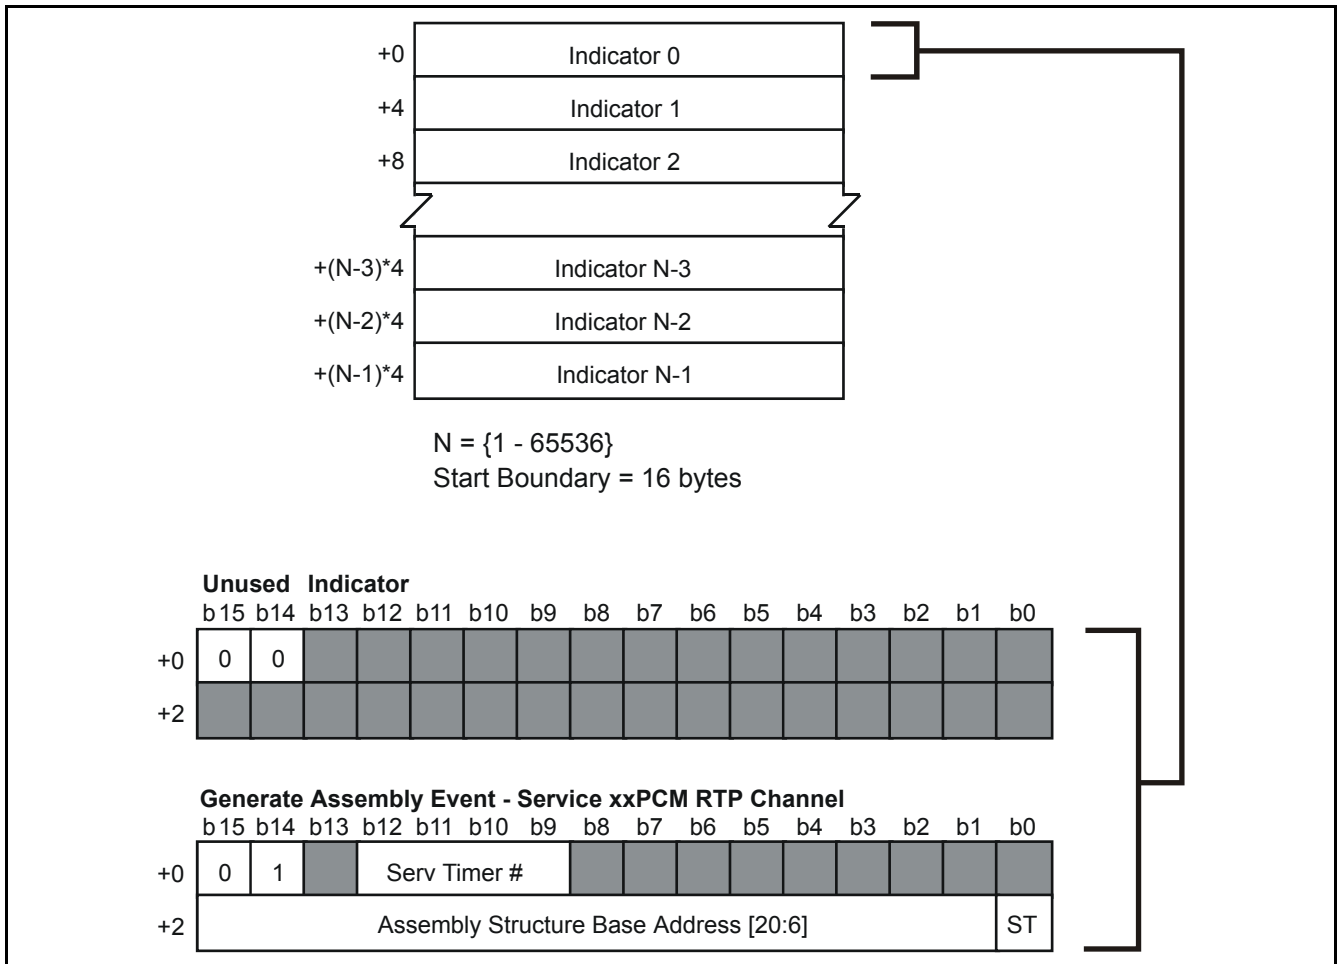 +0 Indicator 0
+4 Indicator 1
+8 Indicator 2
+(N-3)*4 Indicator N-3
+(N-2)*4 Indicator N-2
+(N-1)*4 Indicator N-1
N = {1 - 65536}
Start Boundary = 16 bytes
Unused Indicator
b15 b14 b13 b12 b11 b10 b9 b8 b7 b6 b5 b4 b3 b2 b1 b0
+0 0 0
+2
Generate Assembly Event - Service xxPCM RTP Channel
b15 b14 b13 b12 b11 b10 b9 b8 b7 b6 b5 b4 b3 b2 b1 b0
+0 0 1 Serv Timer #
+2 Assembly Structure Base Address [20:6] ST